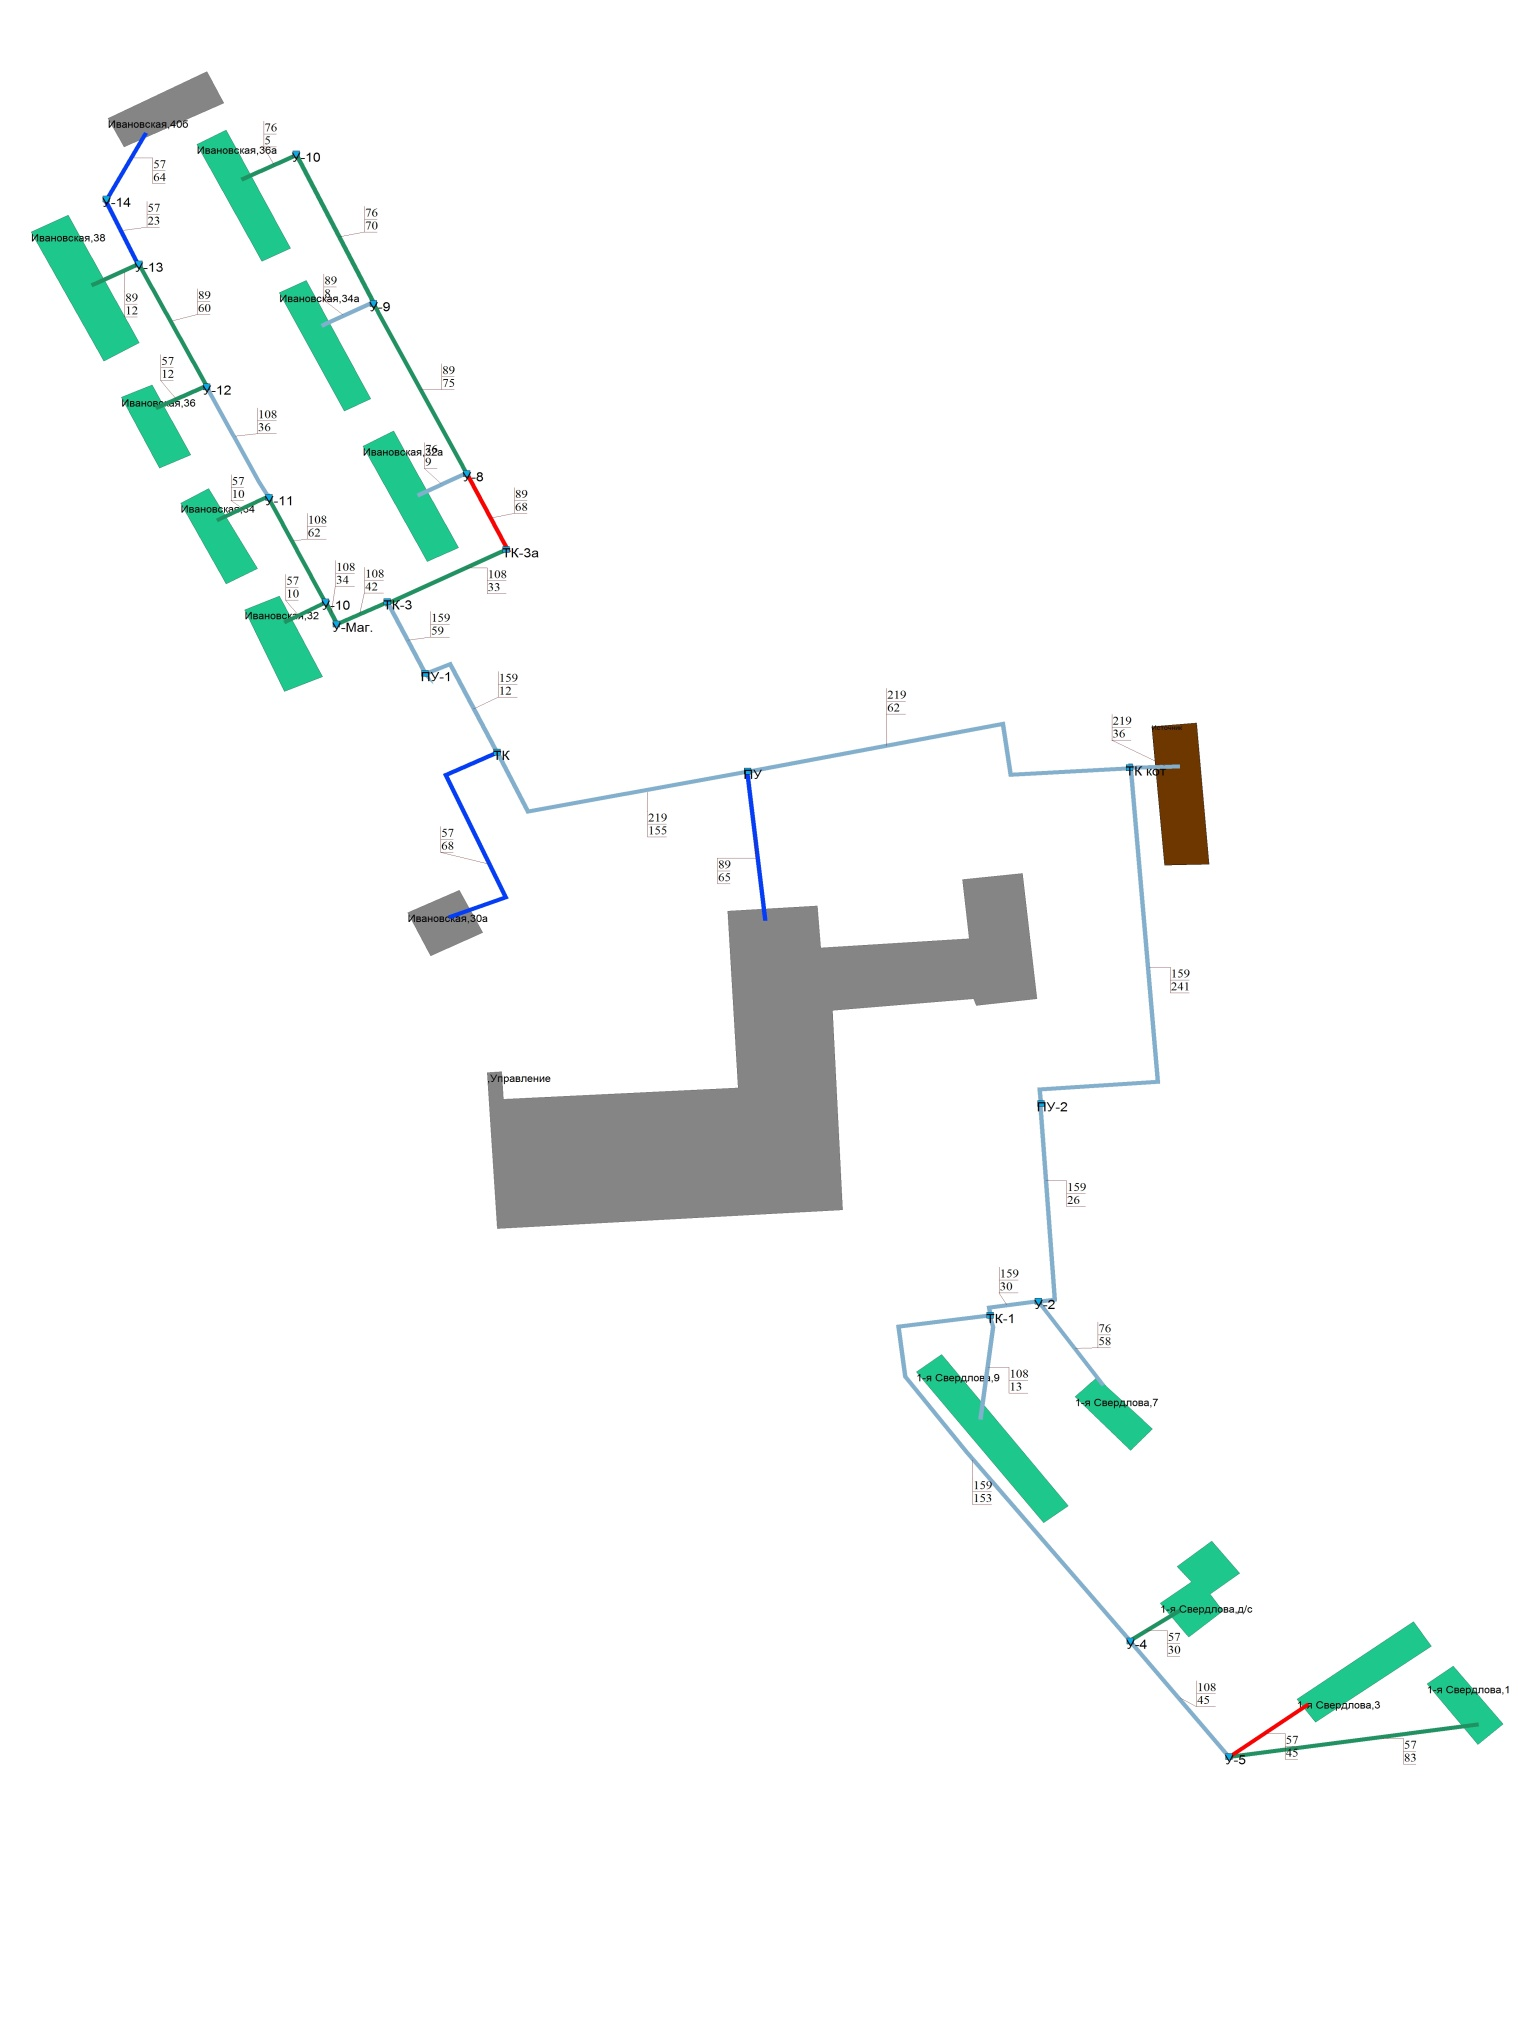 Ивановская,40б
76
5
Ивановская,36а
У-10
57
64
У-14
57
23
76
70
Ивановская,38
У-13
89
12
89
60
89
8
Ивановская,34а
У-9
57
12
У-12
Ивановская,36
89
75
108
36
76
9
Ивановская,32а
У-8
57
10
У-11
Ивановская,34
89
68
108
62
ТК-3а
108
34
108
42
108
33
57
10
У-10
ТК-3
Ивановская,32
У-Маг.
159
59
ПУ-1
159
12
219
62
219
36
Источник
ТК
ПУ
ТК кот
219
155
57
68
89
65
Ивановская,30а
159
241
,Управление
ПУ-2
159
26
159
30
У-2
ТК-1
76
58
1-я Свердлова,9
108
13
1-я Свердлова,7
159
153
1-я Свердлова,д/с
У-4
57
30
108
45
1-я Свердлова,1
1-я Свердлова,3
57
45
57
83
У-5